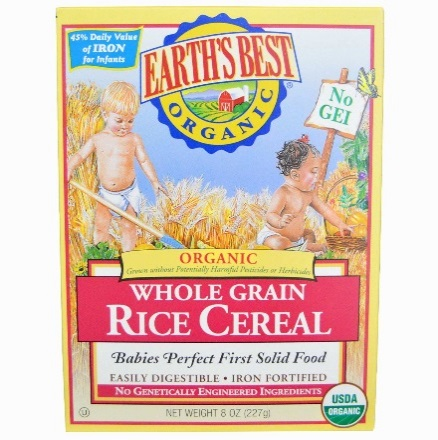 45% Daily Value
of IRON
for Infants
EARTH'S BEST
ORGANIC
No
GEI
ORGANIC
Grown without Potentially Harmful Pesticides or Herbicides
WHOLE GRAIN
RICE CEREAL
Babies Perfect First Solid Food
EASILY DIGESTIBLE • IRON FORTIFIED
NO GENETICALLY ENGINEERED INGREDIENTS
NET WEIGHT 8 OZ (227g)
U
USDA
ORGANIC